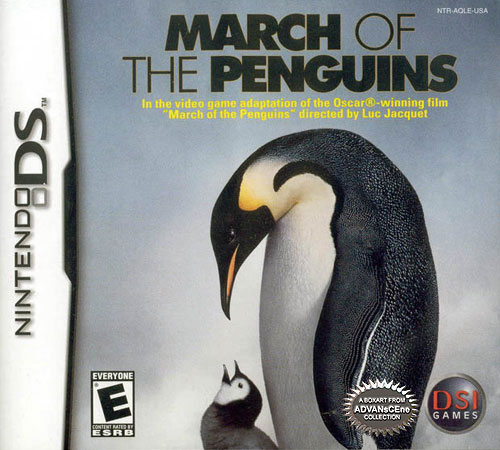 NTR-AQLE-USA
MARCH OF
THE PENGUINS
In the video game adaptation of the Oscar®-winning film
"March of the Penguins" directed by Luc Jacquet
NINTENDO DS™
EVERYONE
E
CONTENT RATED BY
ESRB
A BOXART FROM
ADVANsCEne
COLLECTION
DSI
GAMES